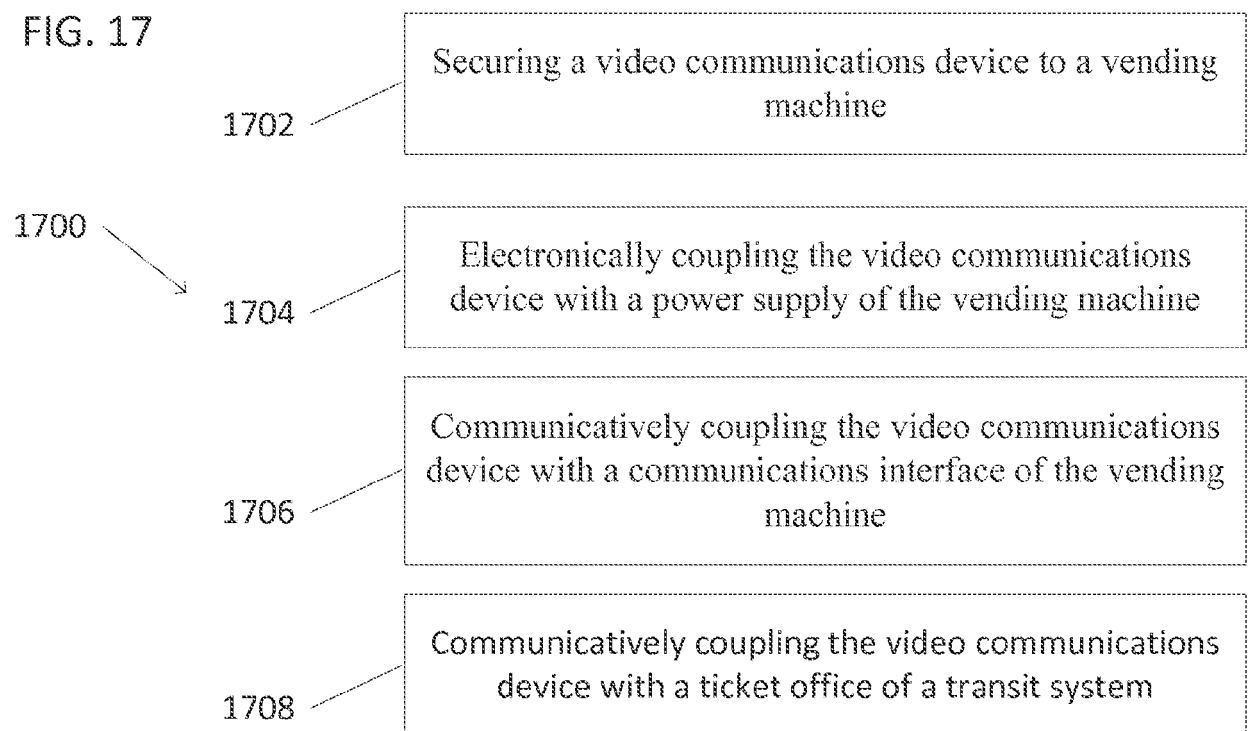 FIG. 17
Securing a video communications device to a vending
machine
1702
1700
Electronically coupling the video communications
device with a power supply of the vending machine
1704
Communicatively coupling the video communications
device with a communications interface of the vending
machine
1706
Communicatively coupling the video communications
device with a ticket office of a transit system
1708